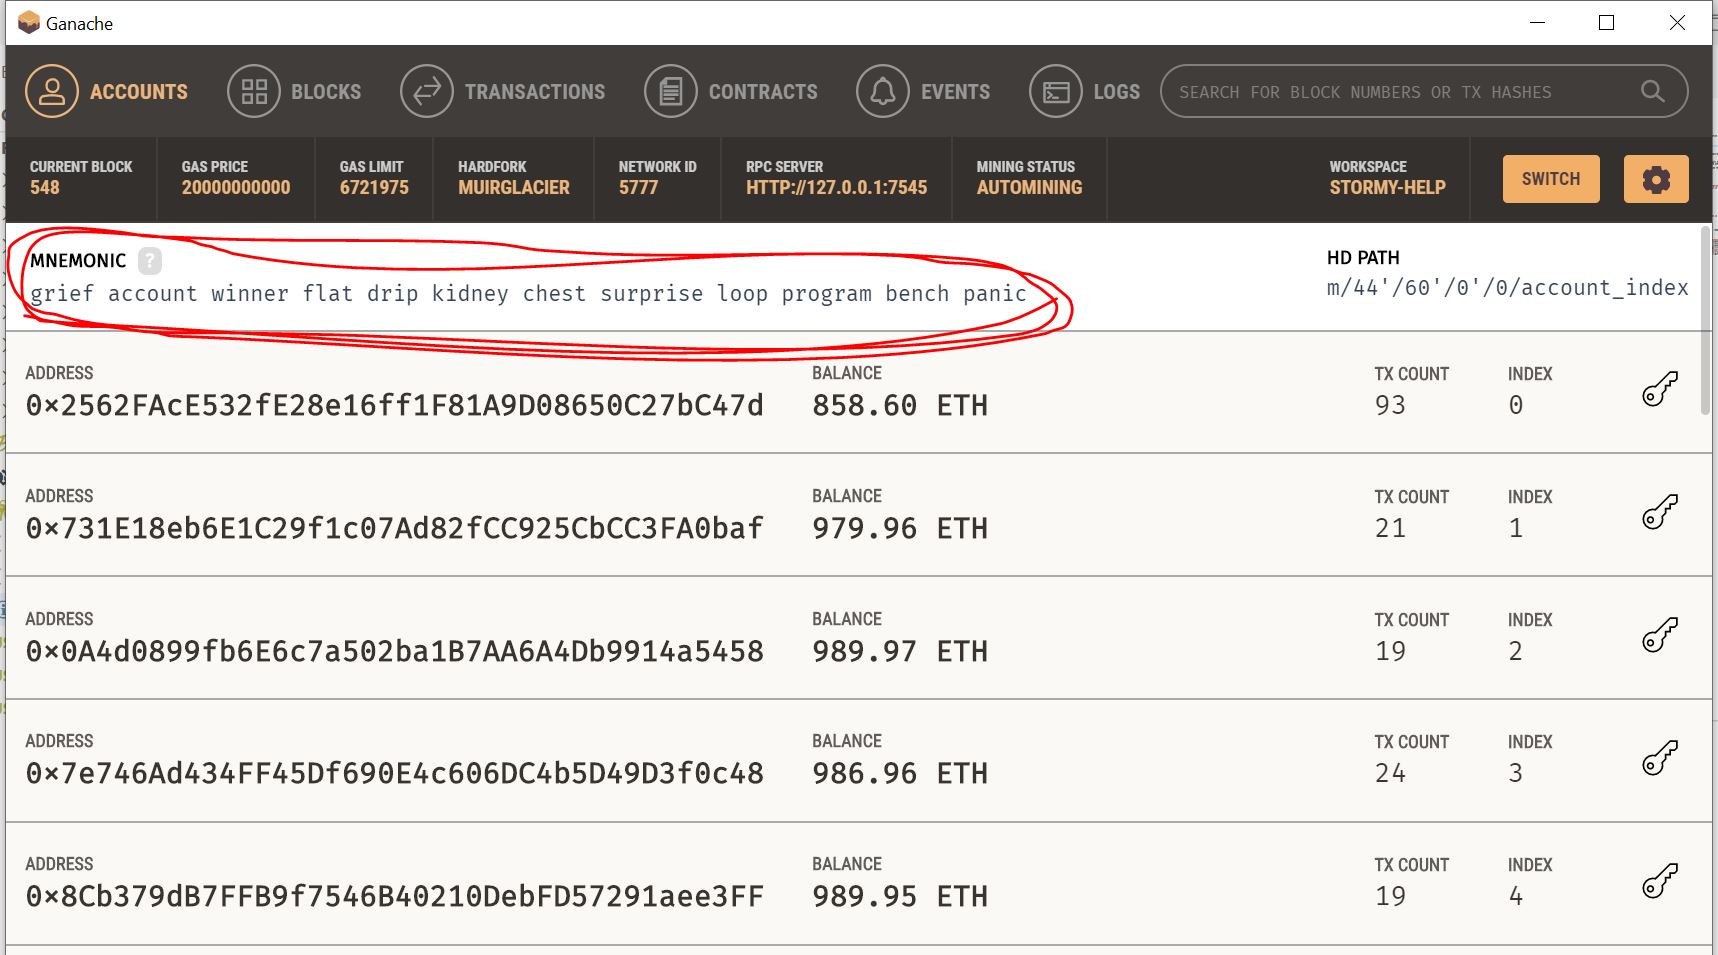 Ganache
ACCOUNTS BLOCKS TRANSACTIONS CONTRACTS EVENTS LOGS SEARCH FOR BLOCK NUMBERS OR TX HASHES
CURRENT BLOCK GAS PRICE GAS LIMIT HARDFORK NETWORK ID RPC SERVER MINING STATUS WORKSPACE
548 20000000000 6721975 MUIRGLACIER 5777 HTTP://127.0.0.1:7545 AUTOMINING STORMY-HELP SWITCH
MNEMONIC ? HD PATH
grief account winner flat drip kidney chest surprise loop program bench panic m/44'/60'/0'/0/account_index
ADDRESS BALANCE TX COUNT INDEX
0×2562FAcE532fE28e16ff1F81A9D08650C27bC47d 858.60 ETH 93 0
ADDRESS BALANCE TX COUNT INDEX
0×731E18eb6E1C29f1c07Ad82fCC925CbCC3FA0baf 979.96 ETH 21 1
ADDRESS BALANCE TX COUNT INDEX
0×0A4d0899fb6E6c7a502ba1B7AA6A4Db9914a5458 989.97 ETH 19 2
ADDRESS BALANCE TX COUNT INDEX
0×7e746Ad434FF45Df690E4c606DC4b5D49D3f0c48 986.96 ETH 24 3
ADDRESS BALANCE TX COUNT INDEX
0×8Cb379dB7FFB9f7546B40210DebFD57291aee3FF 989.95 ETH 19 4